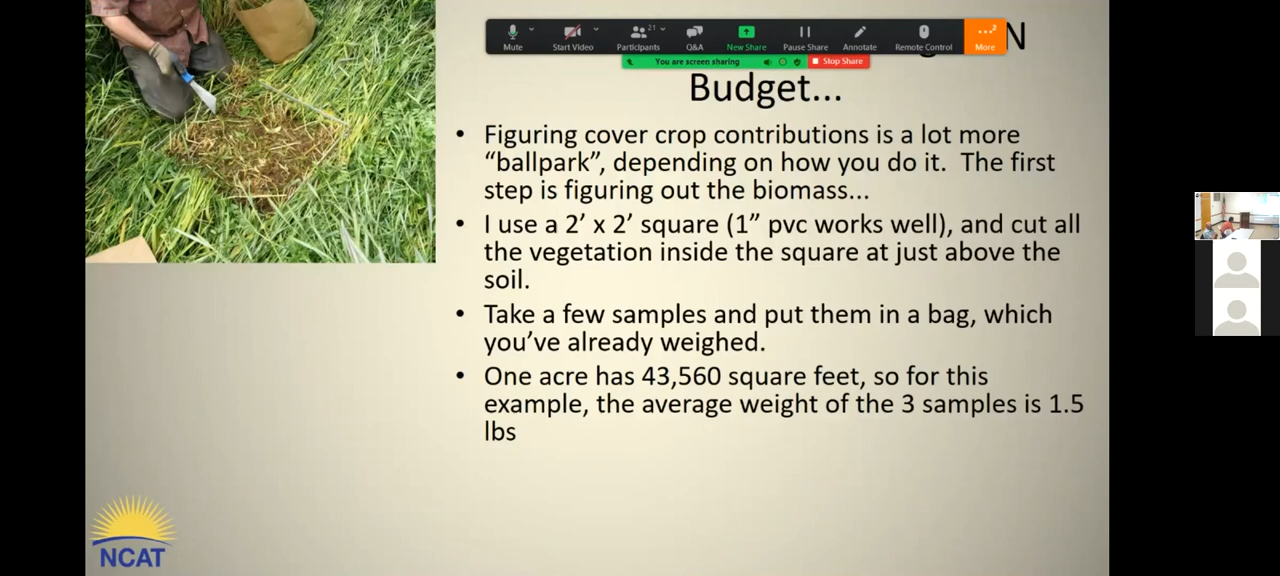 21
2
Mute
Start Video
Participants
Q&A
New Share
Pause Share
Annotate
Remote Control
More
N
You are screen sharing
Stop Share
Budget...
• Figuring cover crop contributions is a lot more
“ballpark”, depending on how you do it. The first
step is figuring out the biomass...
• I use a 2’ x 2’ square (1” pvc works well), and cut all
the vegetation inside the square at just above the
soil.
• Take a few samples and put them in a bag, which
you’ve already weighed.
• One acre has 43,560 square feet, so for this
example, the average weight of the 3 samples is 1.5
lbs
NCAT